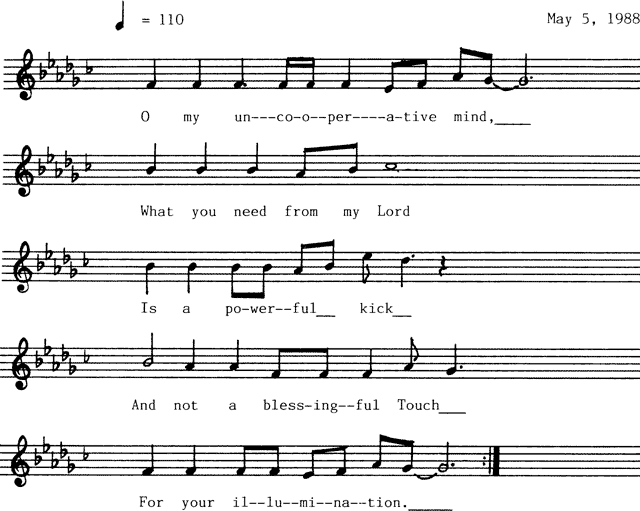 = 110 May 5, 1988
O my un---co-o--per----a-tive mind,____
What you need from my Lord
Is a po-wer--ful__ kick__
And not a bless-ing--ful Touch___
For your il--lu--mi--na--tion._____